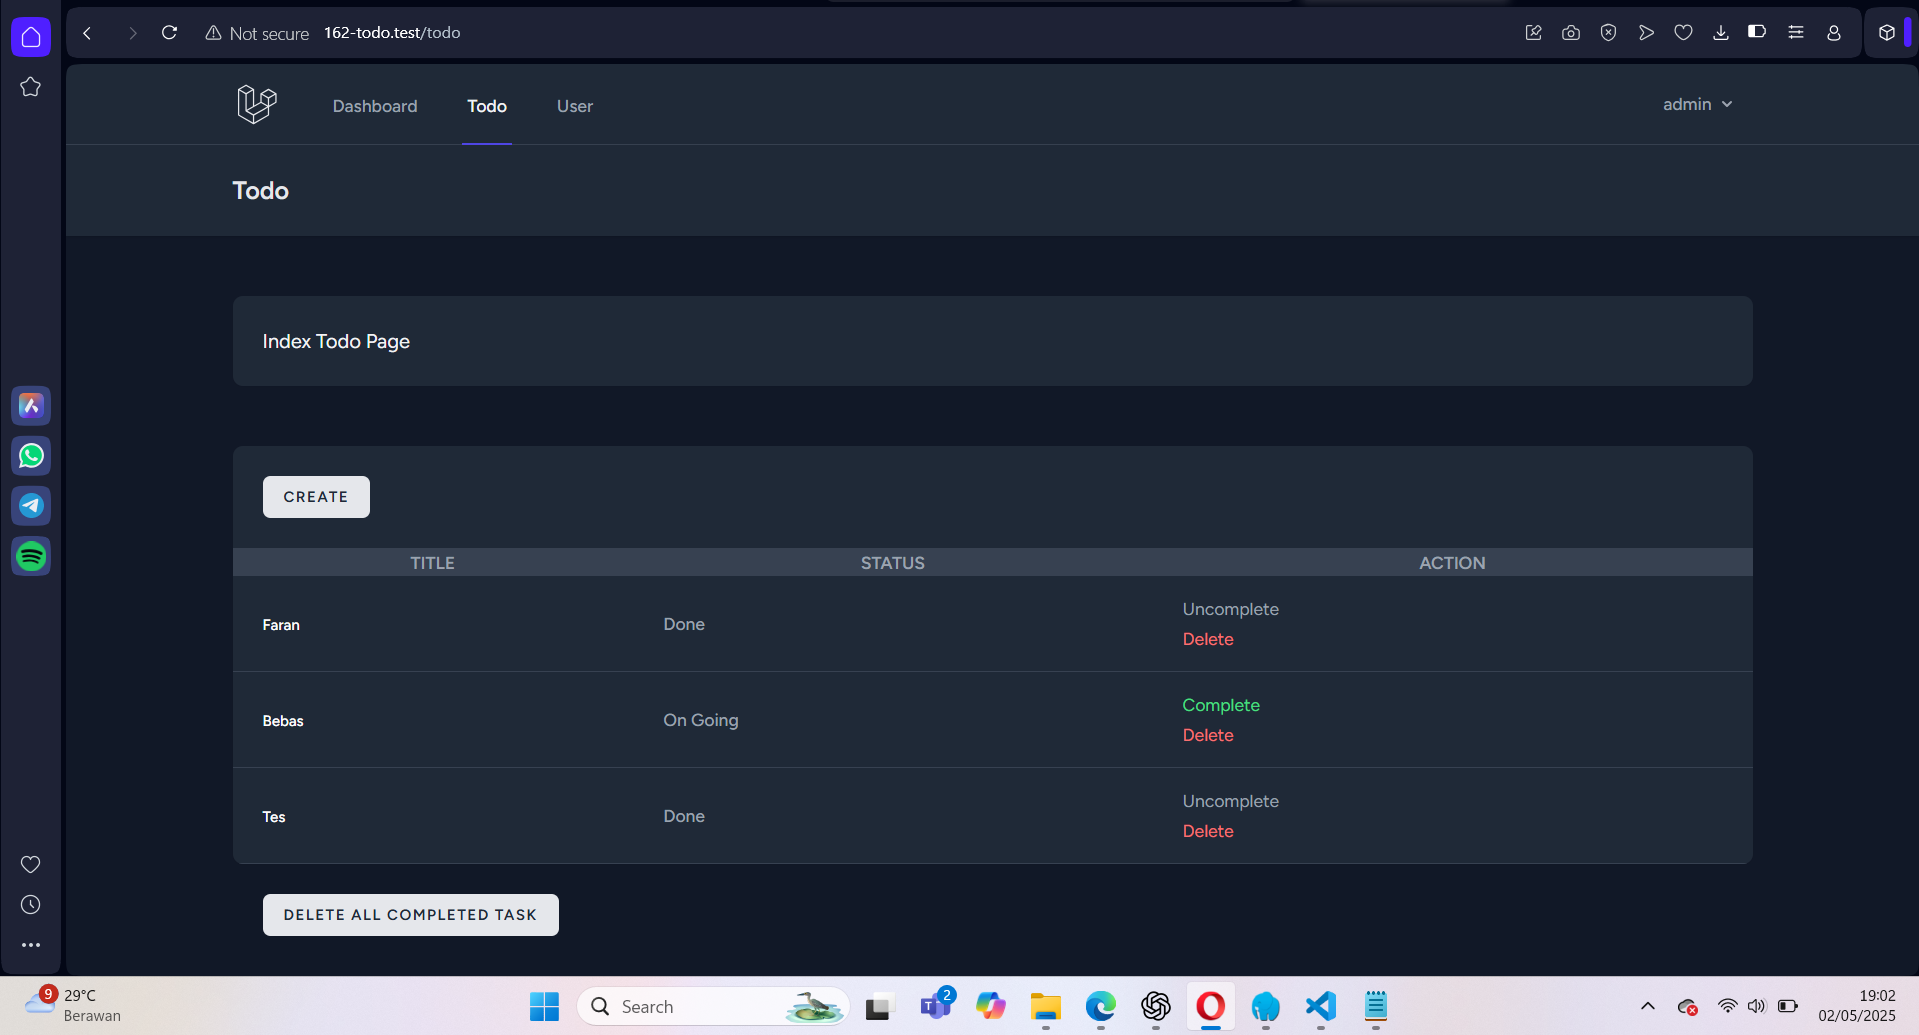 Not secure 162-todo.test/todo
Dashboard Todo User admin
Todo
Index Todo Page
CREATE
TITLE STATUS ACTION
Faran Done Uncomplete
Delete
Bebas On Going Complete
Delete
Tes Done Uncomplete
Delete
DELETE ALL COMPLETED TASK
9 29°C
Berawan
Search
2
19:02
02/05/2025